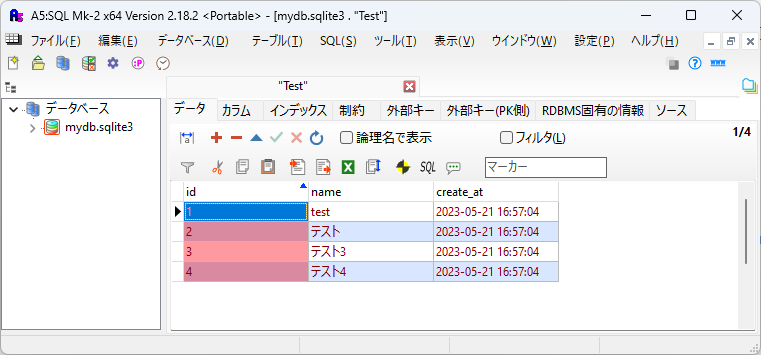 A5:SQL Mk-2 x64 Version 2.18.2 <Portable> - [mydb.sqlite3 . "Test"]
ファイル(F) 編集(E) データベース(D) テーブル(L) SQL(S) ツール(T) 表示(V) ウインドウ(W) 設定(P) ヘルプ(H)
:P
"Test"
データベース
mydb.sqlite3
データ カラム インデックス 制約 外部キー 外部キー(PK側) RDBMS固有の情報 ソース
a 論理名で表示 フィルタ(L) 1/4
SQL マーカー
id name create_at
1 test 2023-05-21 16:57:04
2 テスト 2023-05-21 16:57:04
3 テスト3 2023-05-21 16:57:04
4 テスト4 2023-05-21 16:57:04